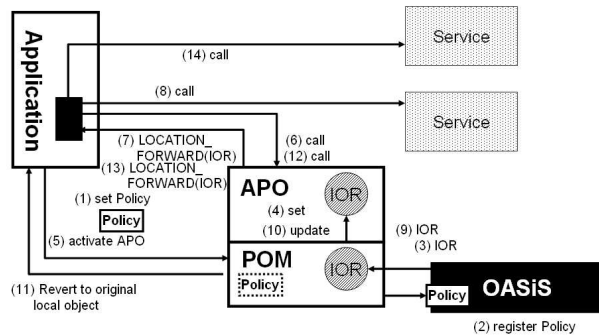 Application
Service
(14) call
(8) call
Service
(7) LOCATION_
FORWARD(IOR)
(13) LOCATION_
FORWARD(IOR)
(6) call
(12) call
(1) set Policy
Policy
(5) activate APO
APO
IOR
(4) set
(10) update
(9) IOR
(3) IOR
POM
Policy
IOR
Policy
OASiS
(11) Revert to original
local object
(2) register Policy